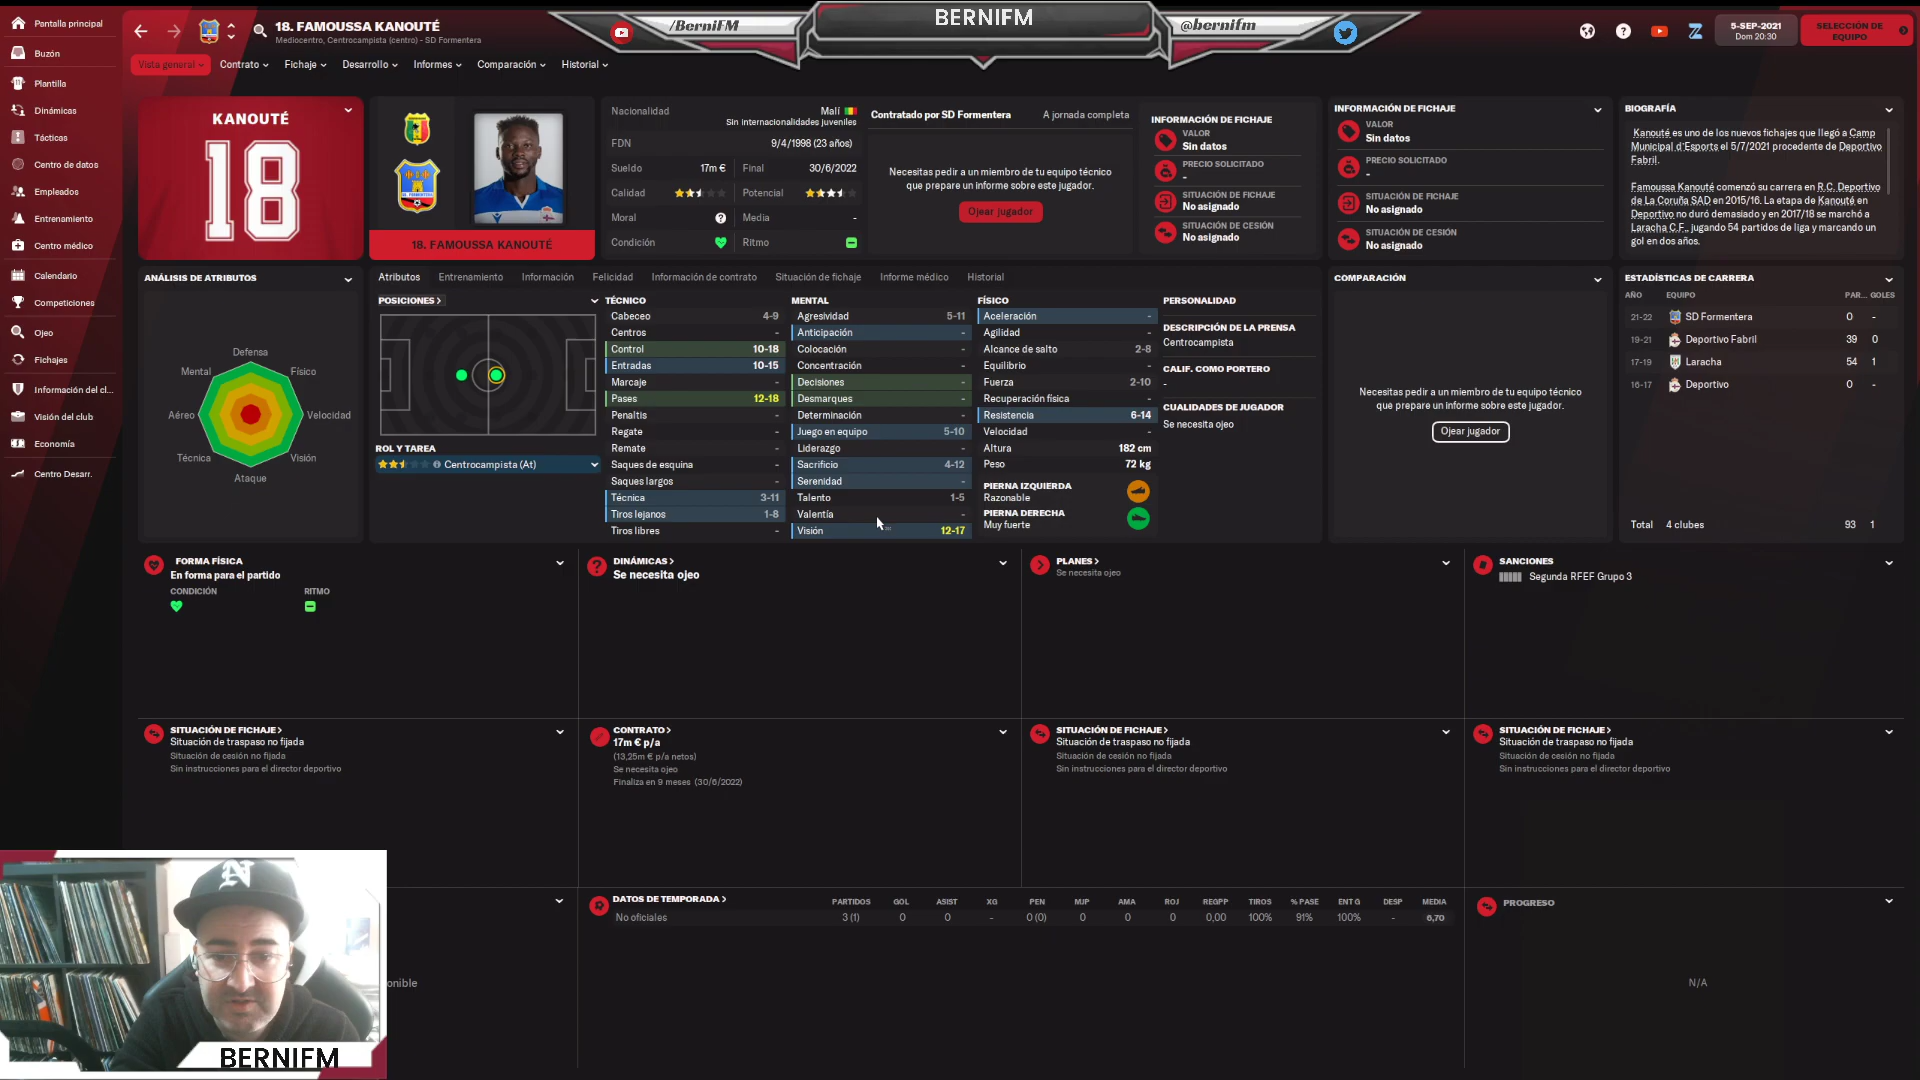 Pantalla principal
Buzón
Plantilla
Dinámicas
Tácticas
Centro de datos
Empleados
Entrenamiento
Centro médico
Calendario
Competiciones
Ojeo
Fichajes
Información del cl...
Visión del club
Economía
Centro Desarr.
18. FAMOUSSA KANOUTÉ
Mediocentro, Centrocampista (centro) - SD Formentera
/BerniFM
BERNIFM
@bernifm
5-SEP-2021
Dom 20:30
SELECCIÓN DE EQUIPO
Vista general
Contrato
Fichaje
Desarrollo
Informes
Comparación
Historial
KANOUTÉ
18
18. FAMOUSSA KANOUTÉ
Nacionalidad Malí
Sin internacionalidades juveniles
FDN 9/4/1998 (23 años)
Sueldo 17m € Final 30/6/2022
Calidad Potencial
Moral Media -
Condición Ritmo
Contratado por SD Formentera A jornada completa
Necesitas pedir a un miembro de tu equipo técnico
que prepare un informe sobre este jugador.
Ojear jugador
INFORMACIÓN DE FICHAJE
VALOR
Sin datos
PRECIO SOLICITADO
-
SITUACIÓN DE FICHAJE
No asignado
SITUACIÓN DE CESIÓN
No asignado
INFORMACIÓN DE FICHAJE
VALOR
Sin datos
PRECIO SOLICITADO
-
SITUACIÓN DE FICHAJE
No asignado
SITUACIÓN DE CESIÓN
No asignado
BIOGRAFÍA
Kanouté es uno de los nuevos fichajes que llegó a Camp
Municipal d'Esports el 5/7/2021 procedente de Deportivo
Fabril.
Famoussa Kanouté comenzó su carrera en R.C. Deportivo
de La Coruña SAD en 2015/16. La etapa de Kanouté en
Deportivo no duró demasiado y en 2017/18 se marchó a
Laracha C.F., jugando 54 partidos de liga y marcando un
gol en dos años.
ANÁLISIS DE ATRIBUTOS
Defensa
Físico
Velocidad
Visión
Ataque
Técnica
Aéreo
Mental
Atributos
Entrenamiento
Información
Felicidad
Información de contrato
Situación de fichaje
Informe médico
Historial
POSICIONES >
ROL Y TAREA
Centrocampista (At)
TÉCNICO
Cabeceo 4-9
Centros -
Control 10-18
Entradas 10-15
Marcaje -
Pases 12-18
Penaltis -
Regate -
Remate -
Saques de esquina -
Saques largos -
Técnica 3-11
Tiros lejanos 1-8
Tiros libres -
MENTAL
Agresividad 5-11
Anticipación -
Colocación -
Concentración -
Decisiones -
Desmarques -
Determinación -
Juego en equipo 5-10
Liderazgo -
Sacrificio 4-12
Serenidad -
Talento 1-5
Valentía -
Visión 12-17
FÍSICO
Aceleración -
Agilidad -
Alcance de salto 2-8
Equilibrio -
Fuerza 2-10
Recuperación física -
Resistencia 6-14
Velocidad -
Altura 182 cm
Peso 72 kg
PIERNA IZQUIERDA
Razonable
PIERNA DERECHA
Muy fuerte
PERSONALIDAD
DESCRIPCIÓN DE LA PRENSA
Centrocampista
CALIF. COMO PORTERO
-
CUALIDADES DE JUGADOR
Se necesita ojeo
COMPARACIÓN
Necesitas pedir a un miembro de tu equipo técnico
que prepare un informe sobre este jugador.
Ojear jugador
ESTADÍSTICAS DE CARRERA
AÑO EQUIPO PAR... GOLES
21-22 SD Formentera 0 -
19-21 Deportivo Fabril 39 0
17-19 Laracha 54 1
16-17 Deportivo 0 -
Total 4 clubes 93 1
FORMA FÍSICA
En forma para el partido
CONDICIÓN RITMO
DINÁMICAS >
Se necesita ojeo
PLANES >
Se necesita ojeo
SANCIONES
Segunda RFEF Grupo 3
SITUACIÓN DE FICHAJE >
Situación de traspaso no fijada
Situación de cesión no fijada
Sin instrucciones para el director deportivo
CONTRATO >
17m € p/a
(13,25m € p/a netos)
Se necesita ojeo
Finaliza en 9 meses (30/6/2022)
SITUACIÓN DE FICHAJE >
Situación de traspaso no fijada
Situación de cesión no fijada
Sin instrucciones para el director deportivo
SITUACIÓN DE FICHAJE >
Situación de traspaso no fijada
Situación de cesión no fijada
Sin instrucciones para el director deportivo
onible
DATOS DE TEMPORADA > PARTIDOS GOL ASIST XG PEN MJP AMA ROJ REGPP TIROS % PASE ENT G DESP MEDIA
No oficiales 3 (1) 0 0 - 0 (0) 0 0 0 0,00 100% 91% 100% - 6,70
PROGRESO
N/A
N
BERNIFM